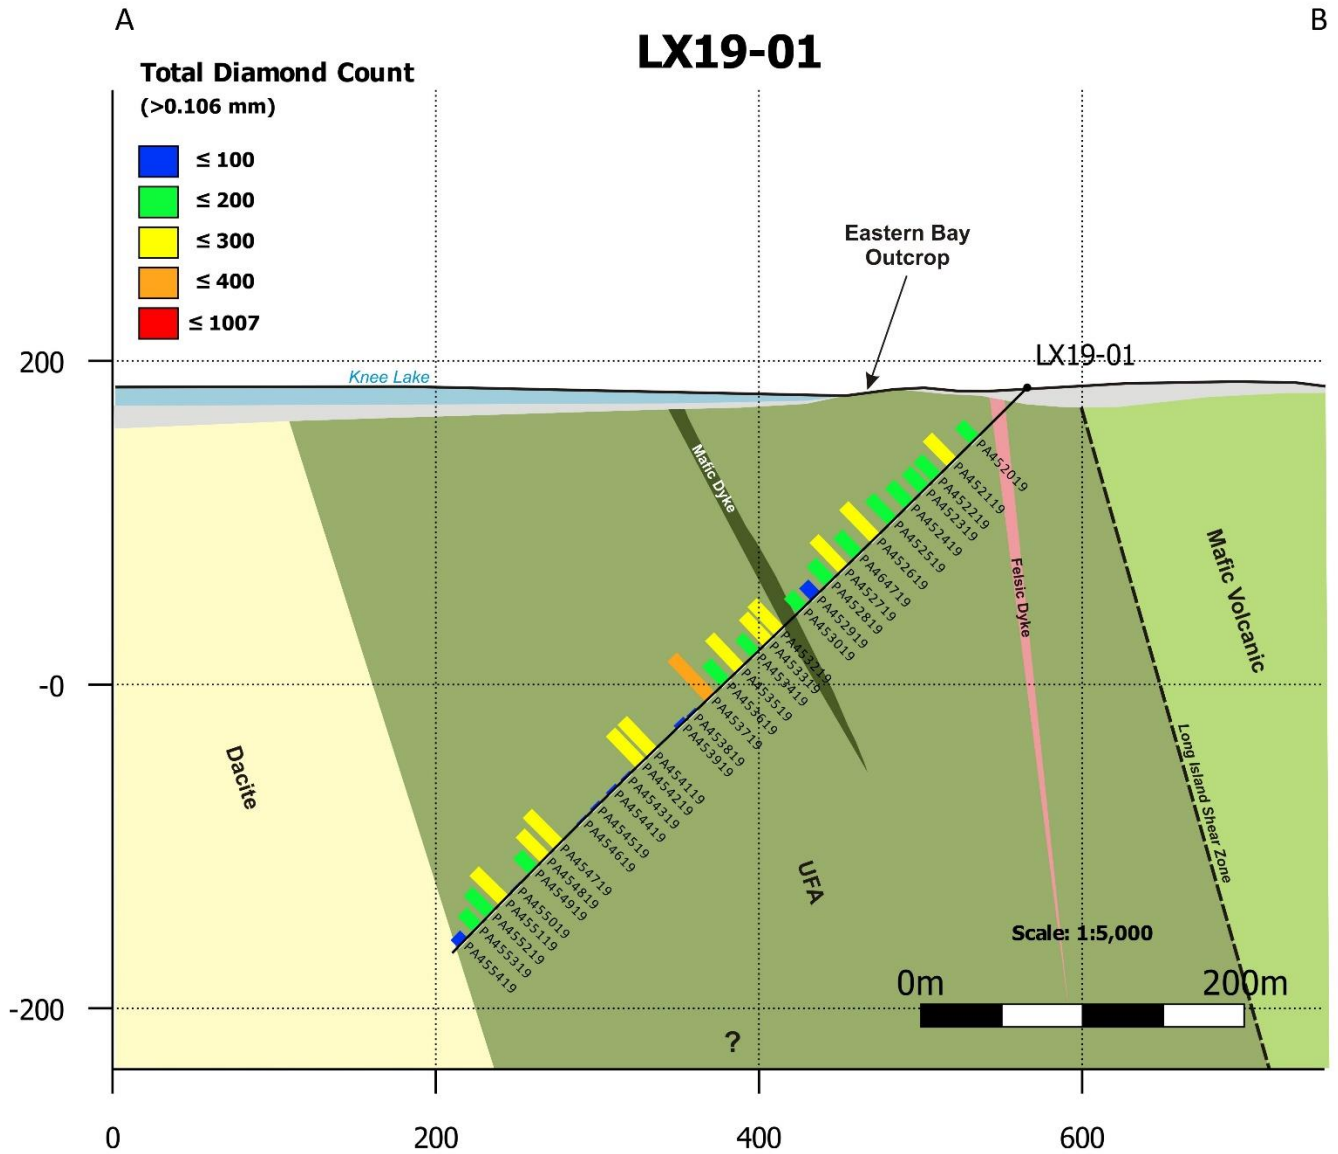 A
B
LX19-01
Total Diamond Count
(>0.106 mm)
≤ 100
≤ 200
≤ 300
≤ 400
≤ 1007
Eastern Bay
Outcrop
200
Knee Lake
LX19-01
Mafic Dyke
PA452019
PA452119
PA452219
PA452319
PA452419
PA452519
PA452619
PA464719
PA452719
PA452819
PA452919
PA453019
PA453219
PA453319
PA453419
PA453519
PA453619
PA453719
PA453819
PA453919
PA454119
PA454219
PA454319
PA454419
PA454519
PA454619
PA454719
PA454819
PA454919
PA455019
PA455119
PA455219
PA455319
PA455419
Felsic Dyke
Mafic Volcanic
-0
Dacite
Long Island Shear Zone
UFA
Scale: 1:5,000
0m
200m
-200
?
0
200
400
600